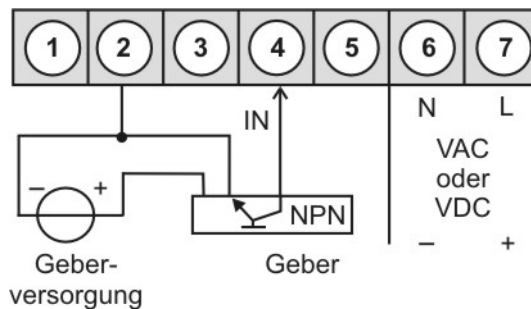 1 2 3 4 5 6 7
IN
N L
VAC
oder
VDC
– +
– +
NPN
Geber-
versorgung
Geber